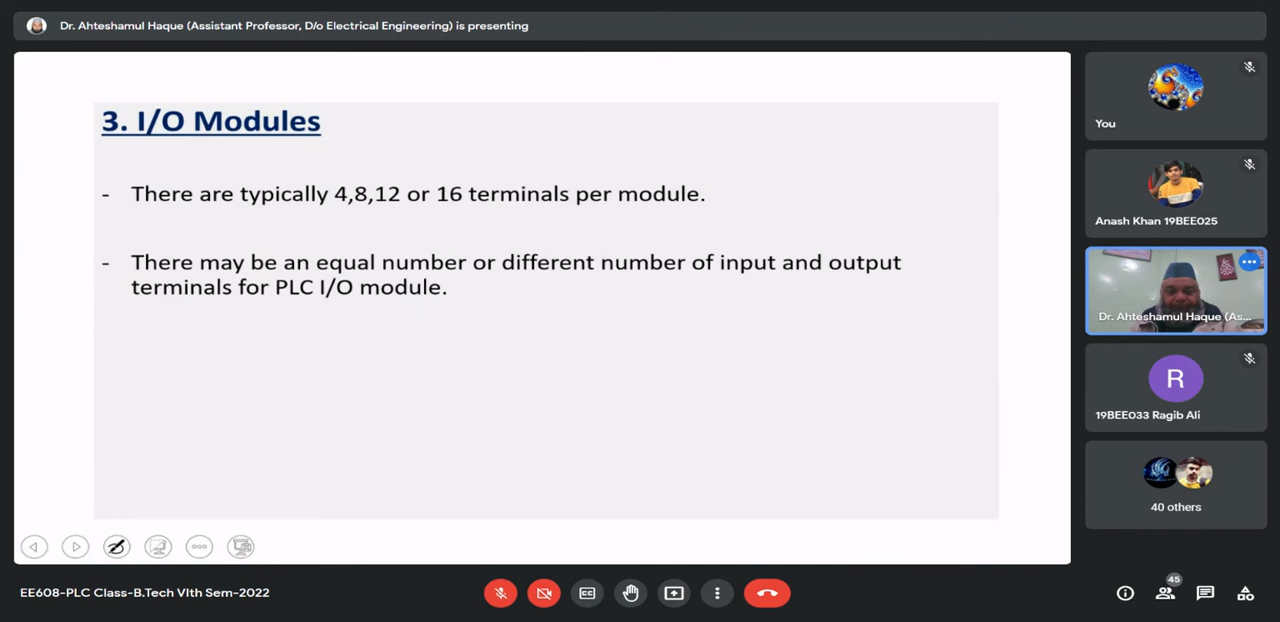 Dr. Ahteshamul Haque (Assistant Professor, D/o Electrical Engineering) is presenting
3. I/O Modules
- There are typically 4,8,12 or 16 terminals per module.
- There may be an equal number or different number of input and output
terminals for PLC I/O module.
You
Anash Khan 19BEE025
Dr. Ahteshamul Haque (As...
R
19BEE033 Ragib Ali
40 others
EE608-PLC Class-B.Tech VIth Sem-2022
CC
45